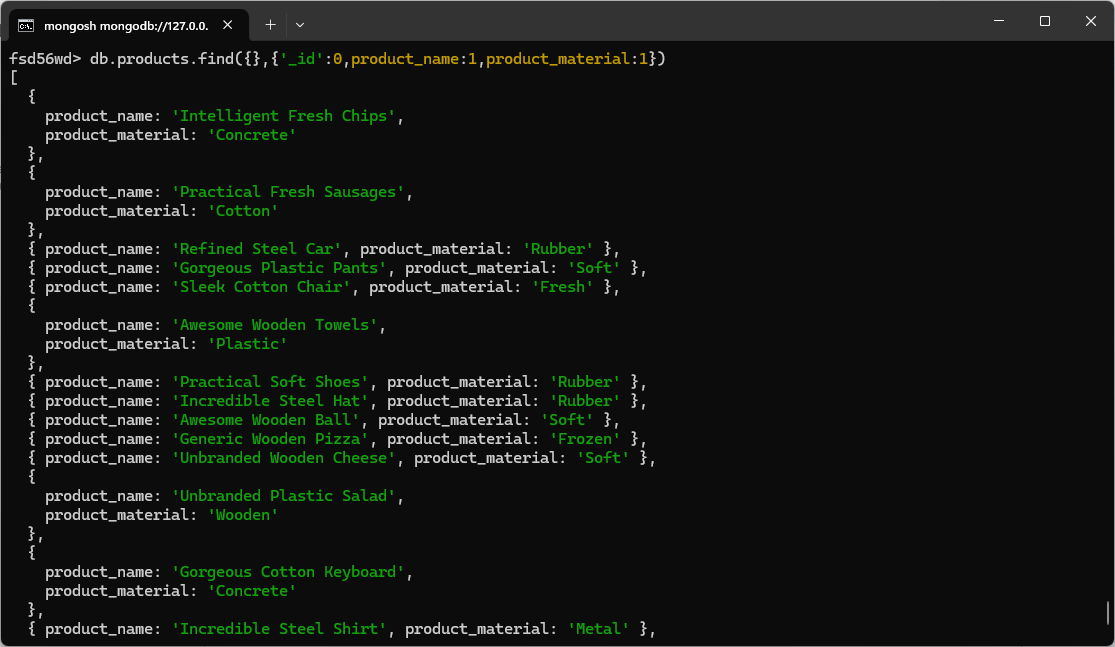 mongosh mongodb://127.0.0.
fsd56wd> db.products.find({},{'_id':0,product_name:1,product_material:1})
[
  {
    product_name: 'Intelligent Fresh Chips',
    product_material: 'Concrete'
  },
  {
    product_name: 'Practical Fresh Sausages',
    product_material: 'Cotton'
  },
  { product_name: 'Refined Steel Car', product_material: 'Rubber' },
  { product_name: 'Gorgeous Plastic Pants', product_material: 'Soft' },
  { product_name: 'Sleek Cotton Chair', product_material: 'Fresh' },
  {
    product_name: 'Awesome Wooden Towels',
    product_material: 'Plastic'
  },
  { product_name: 'Practical Soft Shoes', product_material: 'Rubber' },
  { product_name: 'Incredible Steel Hat', product_material: 'Rubber' },
  { product_name: 'Awesome Wooden Ball', product_material: 'Soft' },
  { product_name: 'Generic Wooden Pizza', product_material: 'Frozen' },
  { product_name: 'Unbranded Wooden Cheese', product_material: 'Soft' },
  {
    product_name: 'Unbranded Plastic Salad',
    product_material: 'Wooden'
  },
  {
    product_name: 'Gorgeous Cotton Keyboard',
    product_material: 'Concrete'
  },
  { product_name: 'Incredible Steel Shirt', product_material: 'Metal' },